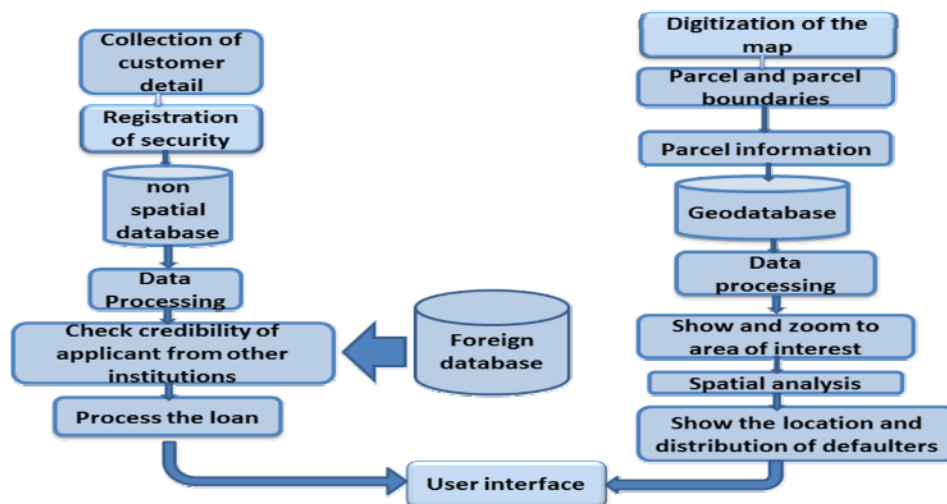 Collection of
customer
detail
Registration
of security
non
spatial
database
Data
Processing
Check credibility of
applicant from other
institutions
Process the loan
Foreign
database
Digitization of the
map
Parcel and parcel
boundaries
Parcel information
Geodatabase
Data
processing
Show and zoom to
area of interest
Spatial analysis
Show the location and
distribution of defaulters
User interface